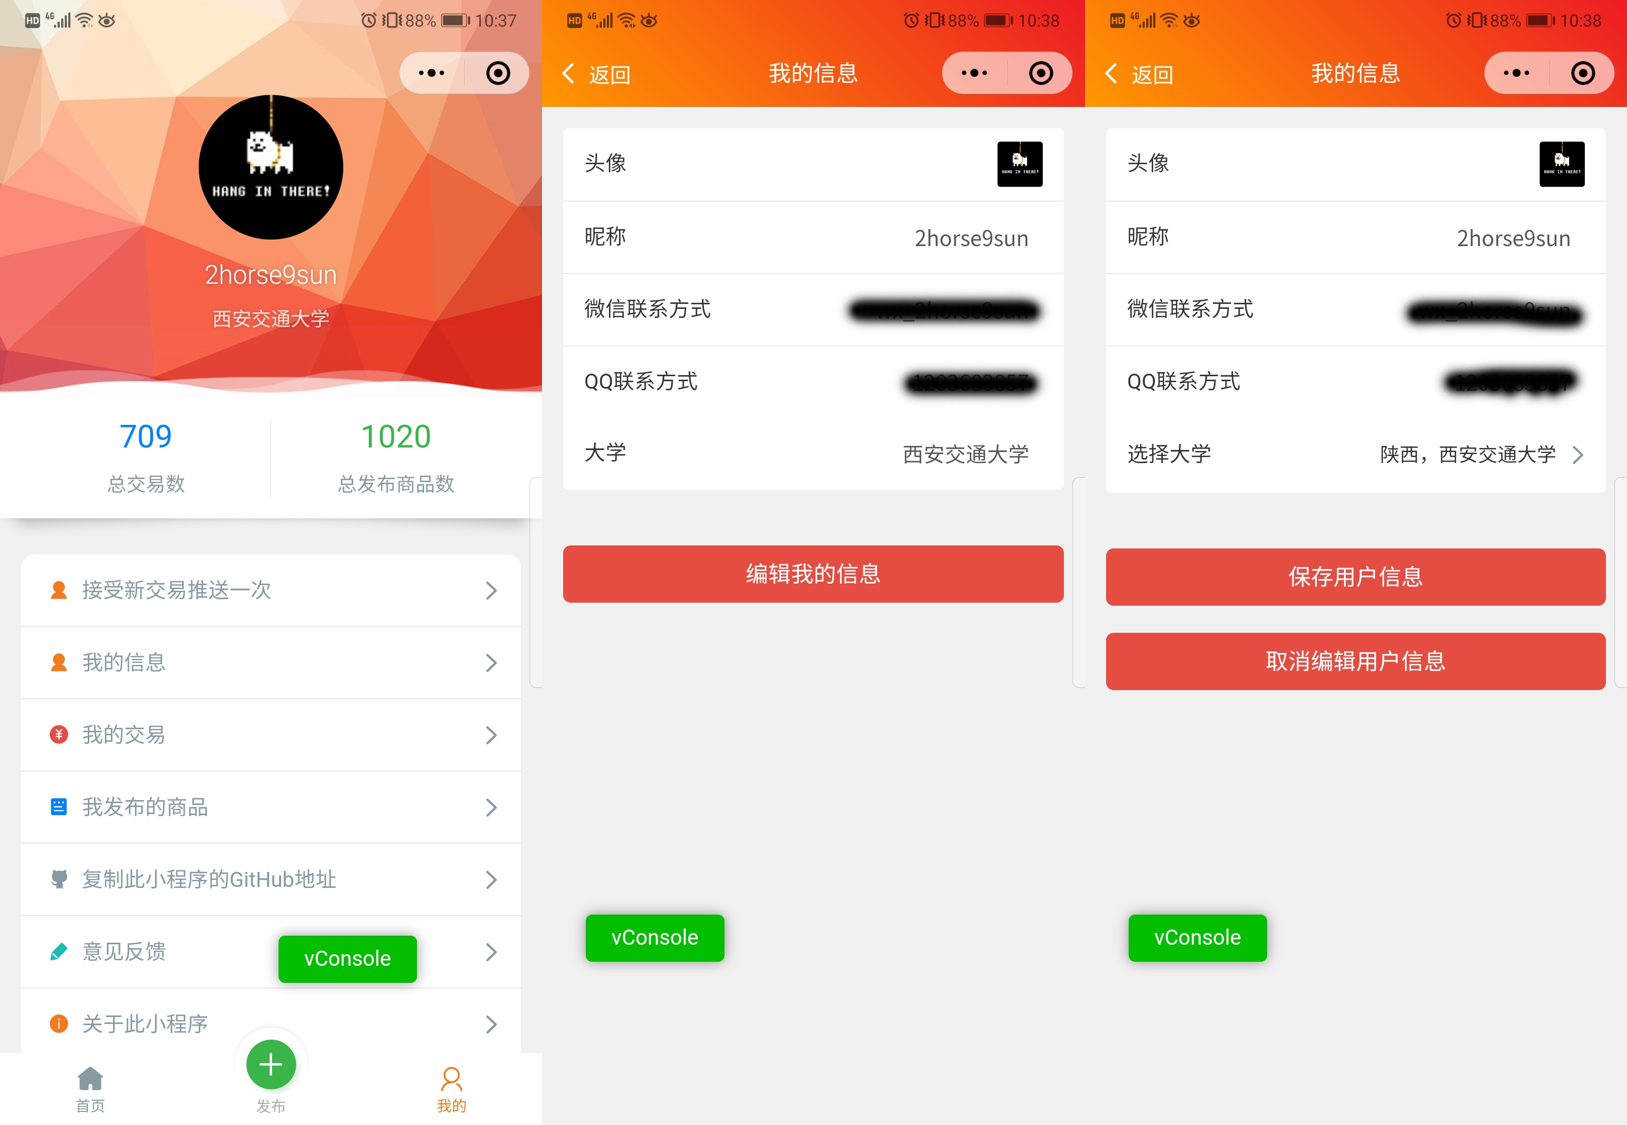 HD 4G 88% 10:37
HANG IN THERE!
2horse9sun
西安交通大学
709
总交易数
1020
总发布商品数
接受新交易推送一次
我的信息
我的交易
我发布的商品
复制此小程序的GitHub地址
意见反馈
vConsole
关于此小程序
首页
发布
我的
HD 4G 88% 10:38
返回
我的信息
头像
HANG IN THERE!
昵称
2horse9sun
微信联系方式
QQ联系方式
大学
西安交通大学
编辑我的信息
vConsole
HD 4G 88% 10:38
返回
我的信息
头像
HANG IN THERE!
昵称
2horse9sun
微信联系方式
QQ联系方式
选择大学
陕西，西安交通大学
保存用户信息
取消编辑用户信息
vConsole